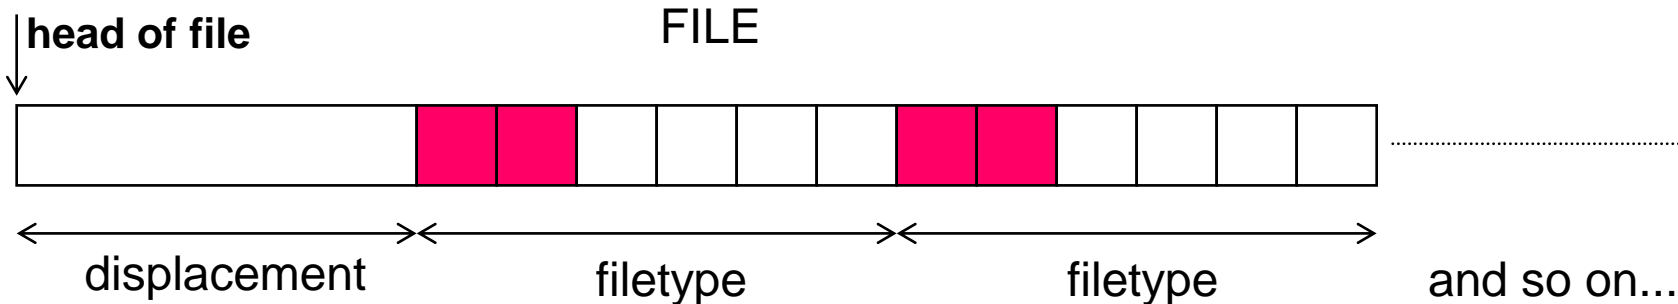 head of file
FILE
displacement
filetype
filetype
and so on...